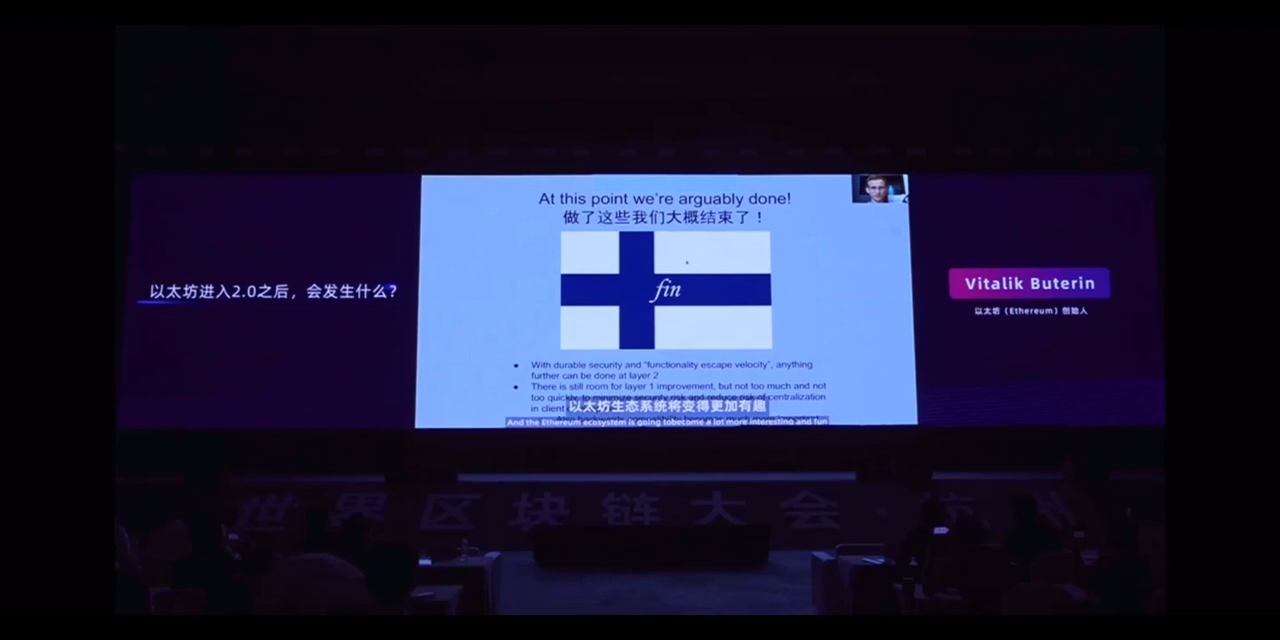 以太坊进入2.0之后，会发生什么？
At this point we're arguably done!
做了这些我们大概结束了！
fin
With durable security and "functionality escape velocity", anything
further can be done at layer 2
There is still room for layer 1 improvement, but not too much and not
too quickly, to minimize security risk and reduce risk of centralization
in client
以太坊生态系统将变得更加有趣
And the Ethereum ecosystem is going tobecome a lot more interesting and fun
Vitalik Buterin
以太坊（Ethereum）创始人
世界区块链大会·杭州